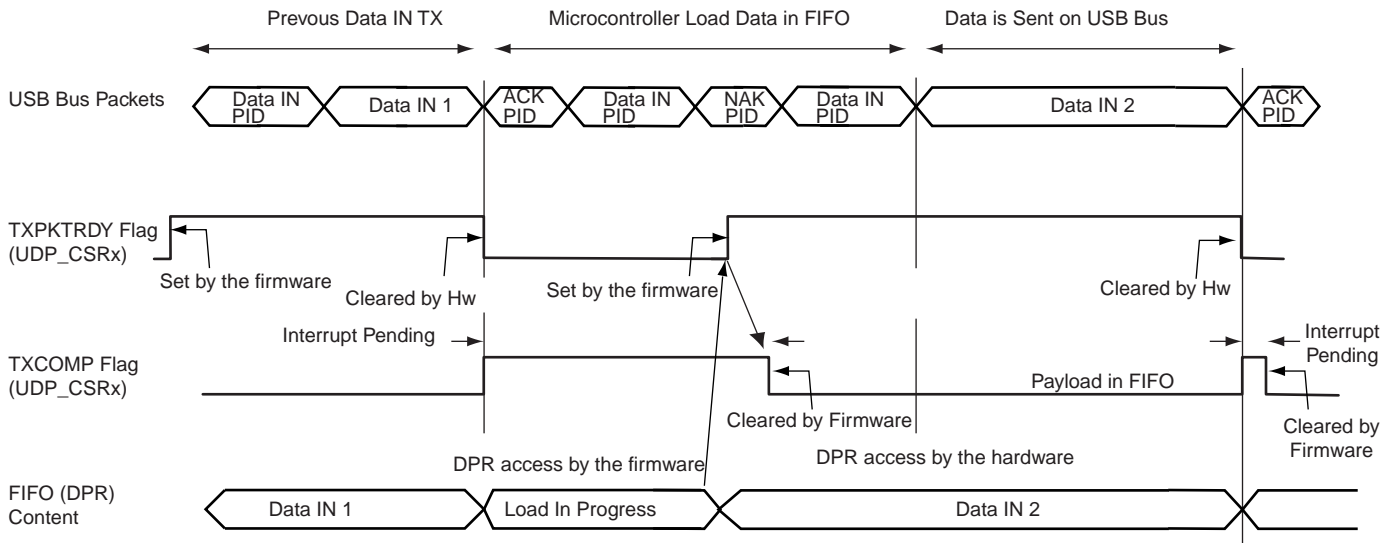 Prevous Data IN TX
Microcontroller Load Data in FIFO
Data is Sent on USB Bus
USB Bus Packets
Data IN
PID
Data IN 1
ACK
PID
Data IN
PID
NAK
PID
Data IN
PID
Data IN 2
ACK
PID
TXPKTRDY Flag
(UDP_CSRx)
Set by the firmware
Cleared by Hw
Set by the firmware
Cleared by Hw
Interrupt Pending
Interrupt
Pending
TXCOMP Flag
(UDP_CSRx)
Payload in FIFO
Cleared by Firmware
Cleared by
Firmware
DPR access by the firmware
DPR access by the hardware
FIFO (DPR)
Content
Data IN 1
Load In Progress
Data IN 2